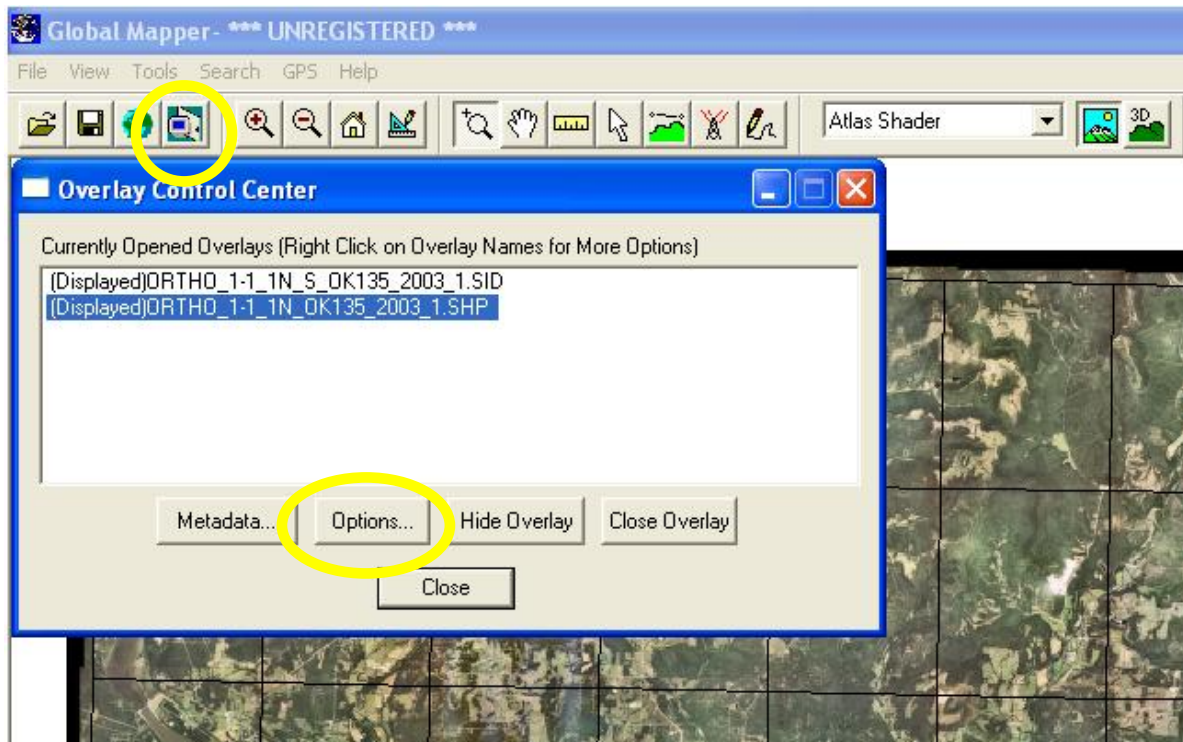 Global Mapper- *** UNREGISTERED ***
File View Tools Search GPS Help
Atlas Shader
3D
Overlay Control Center
Currently Opened Overlays (Right Click on Overlay Names for More Options)
(Displayed)ORTHO_1-1_1N_S_OK135_2003_1.SID
(Displayed)ORTHO_1-1_1N_OK135_2003_1.SHP
Metadata... Options... Hide Overlay Close Overlay
Close